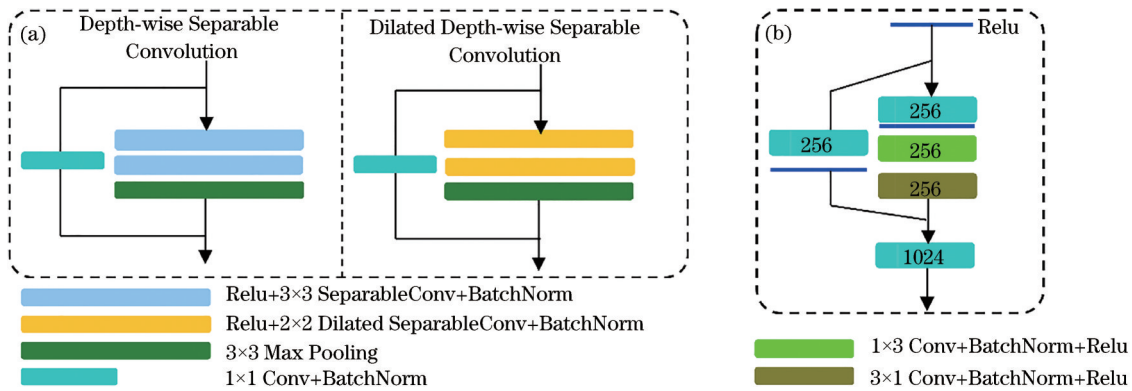 (a)
Depth-wise Separable
Convolution
Dilated Depth-wise Separable
Convolution
Relu+3×3 SeparableConv+BatchNorm
Relu+2×2 Dilated SeparableConv+BatchNorm
3×3 Max Pooling
1×1 Conv+BatchNorm
(b)
Relu
256
256
256
256
1024
1×3 Conv+BatchNorm+Relu
3×1 Conv+BatchNorm+Relu